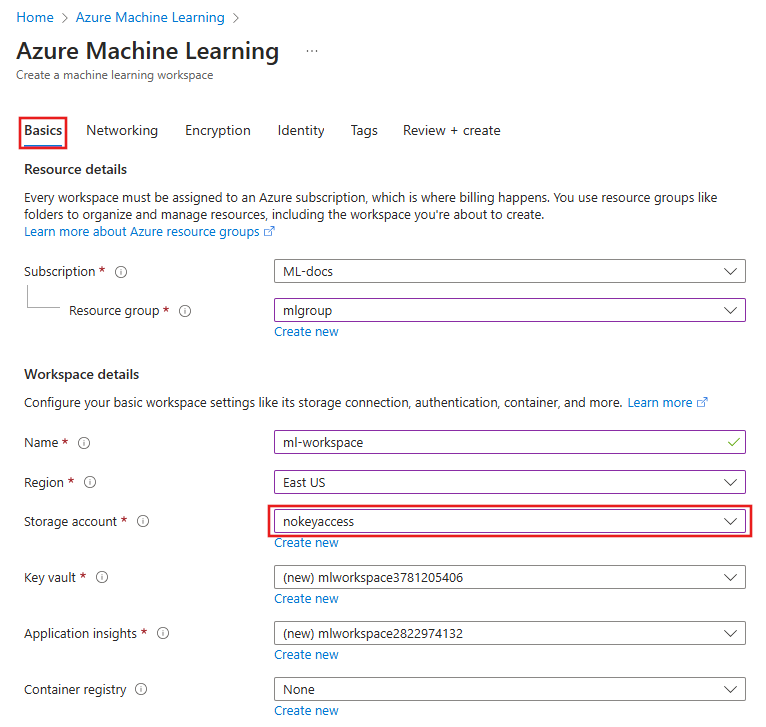 Home > Azure Machine Learning >
Azure Machine Learning ...
Create a machine learning workspace
Basics Networking Encryption Identity Tags Review + create
Resource details
Every workspace must be assigned to an Azure subscription, which is where billing happens. You use resource groups like
folders to organize and manage resources, including the workspace you're about to create.
Learn more about Azure resource groups
Subscription * ML-docs
Resource group * mlgroup
Create new
Workspace details
Configure your basic workspace settings like its storage connection, authentication, container, and more. Learn more
Name * ml-workspace
Region * East US
Storage account * nokeyaccess
Create new
Key vault * (new) mlworkspace3781205406
Create new
Application insights * (new) mlworkspace2822974132
Create new
Container registry None
Create new